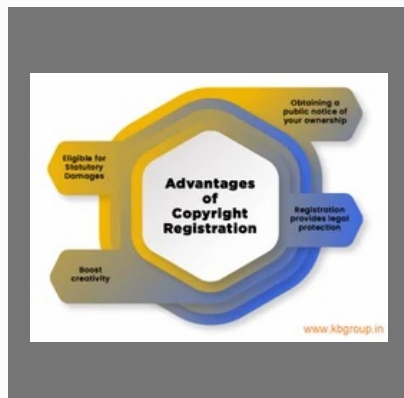 Obtaining a
public notice of
your ownership
Eligible for
Statutory
Damages
Advantages
of
Copyright
Registration
Registration
provides legal
protection
Boost
creativity
www.kbgroup.in